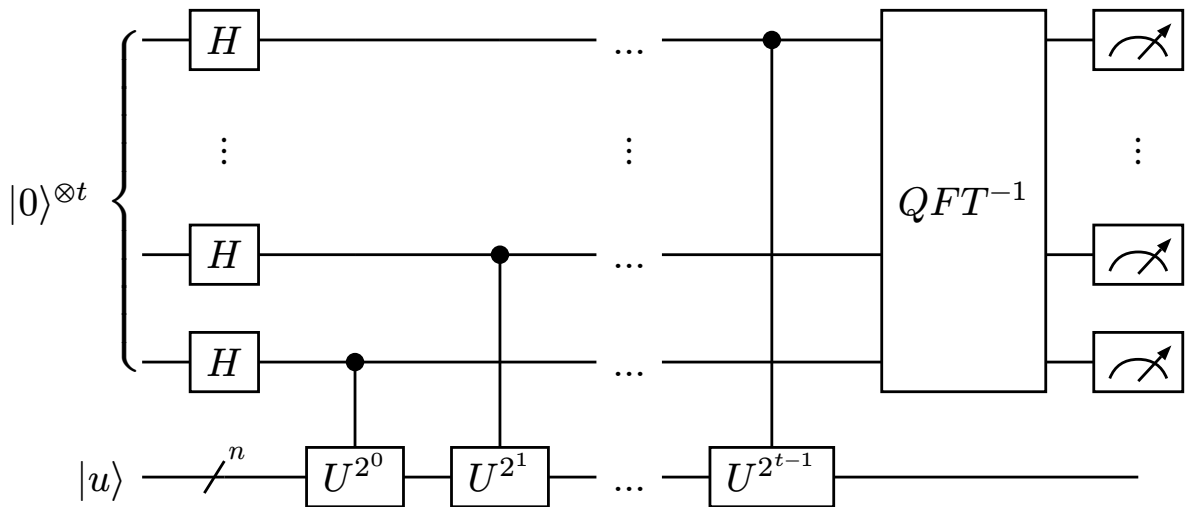 H ...
⋮ ⋮ ⋮
|0⟩^{⊗t} QFT^{−1}
H ...
H ...
|u⟩ n U^{2^0} U^{2^1} ... U^{2^{t−1}}